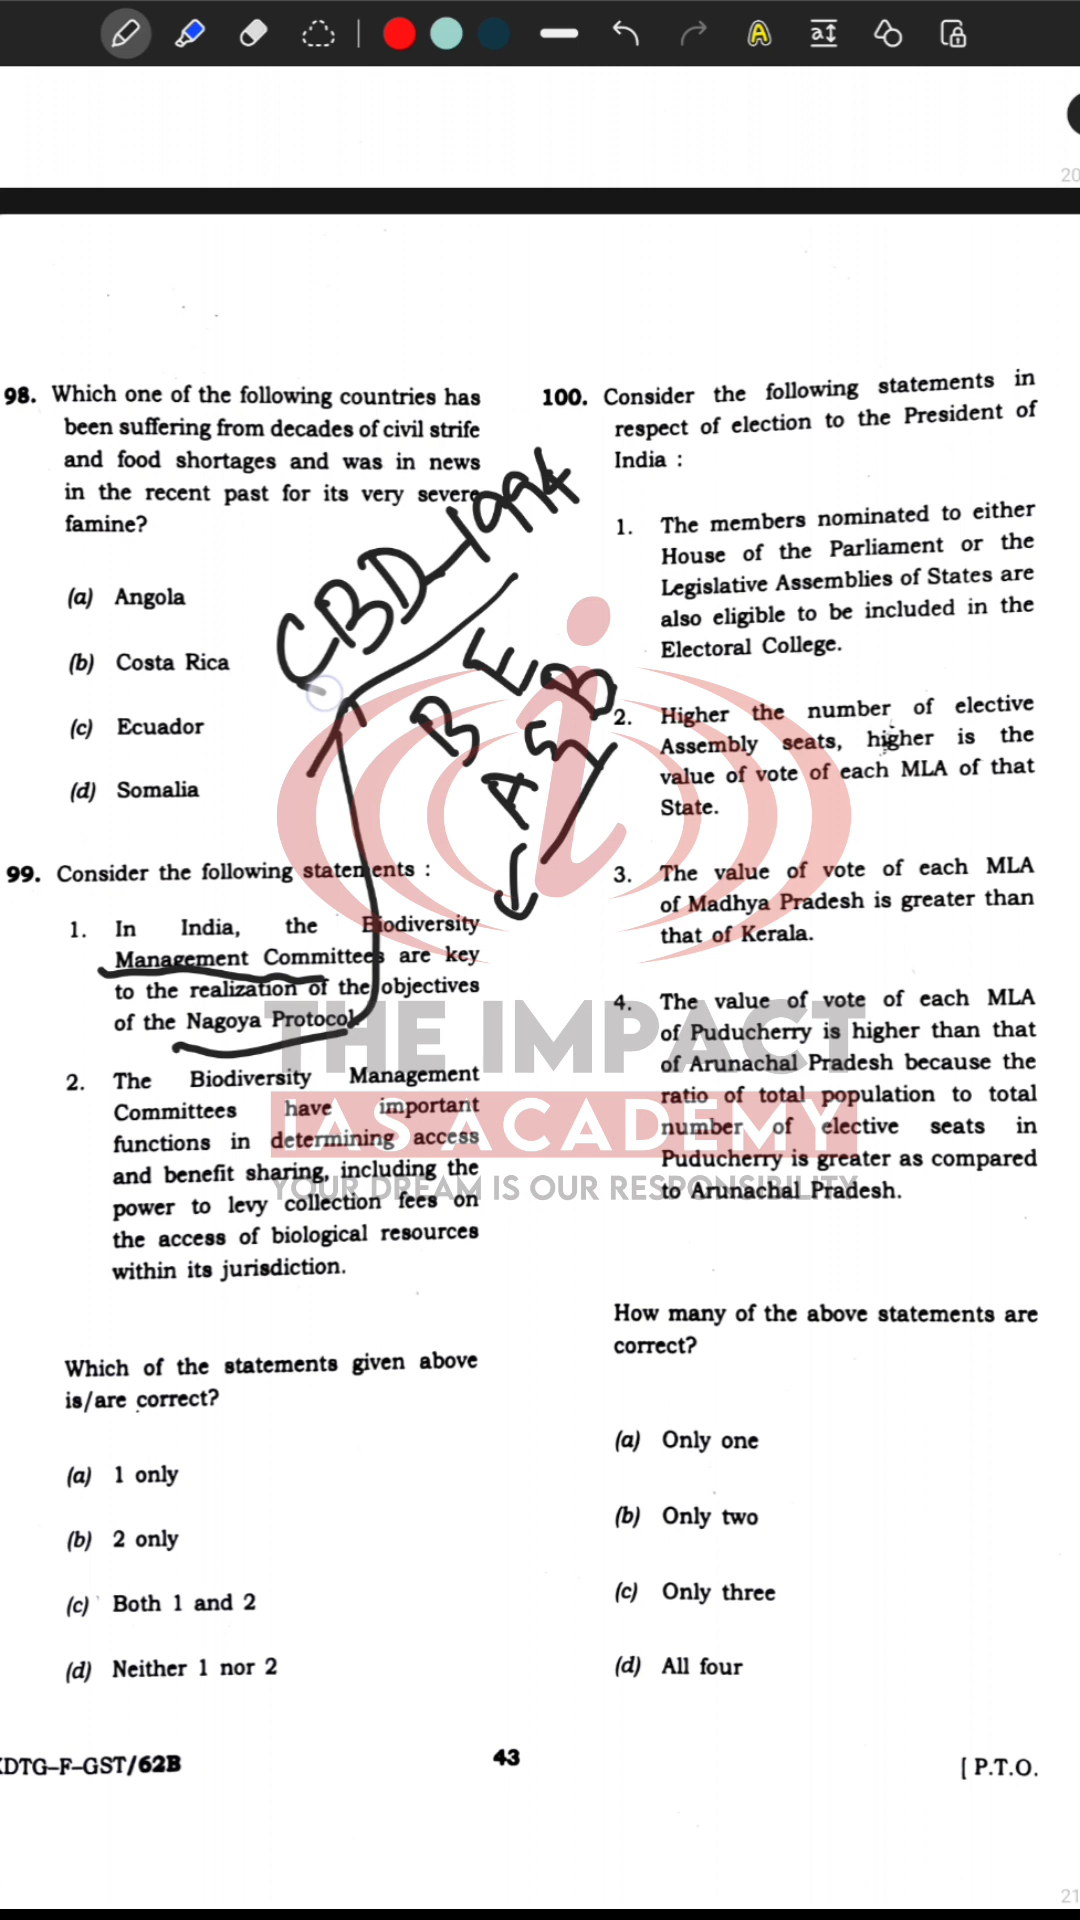 20
98. Which one of the following countries has
been suffering from decades of civil strife
and food shortages and was in news
in the recent past for its very severe
famine?
(a) Angola
(b) Costa Rica
(c) Ecuador
(d) Somalia
CBD-1994
B E
A S B
99. Consider the following statements :
1. In India, the Biodiversity
Management Committees are key
to the realization of the objectives
of the Nagoya Protocol.
2. The Biodiversity Management
Committees have important
functions in determining access
and benefit sharing, including the
power to levy collection fees on
the access of biological resources
within its jurisdiction.
Which of the statements given above
is/are correct?
(a) 1 only
(b) 2 only
(c) Both 1 and 2
(d) Neither 1 nor 2
100. Consider the following statements in
respect of election to the President of
India :
1. The members nominated to either
House of the Parliament or the
Legislative Assemblies of States are
also eligible to be included in the
Electoral College.
2. Higher the number of elective
Assembly seats, higher is the
value of vote of each MLA of that
State.
3. The value of vote of each MLA
of Madhya Pradesh is greater than
that of Kerala.
4. The value of vote of each MLA
of Puducherry is higher than that
of Arunachal Pradesh because the
ratio of total population to total
number of elective seats in
Puducherry is greater as compared
to Arunachal Pradesh.
How many of the above statements are
correct?
(a) Only one
(b) Only two
(c) Only three
(d) All four
THE IMPACT
IAS ACADEMY
YOUR DREAM IS OUR RESPONSIBILITY
DTG-F-GST/62B
43
[ P.T.O.
21